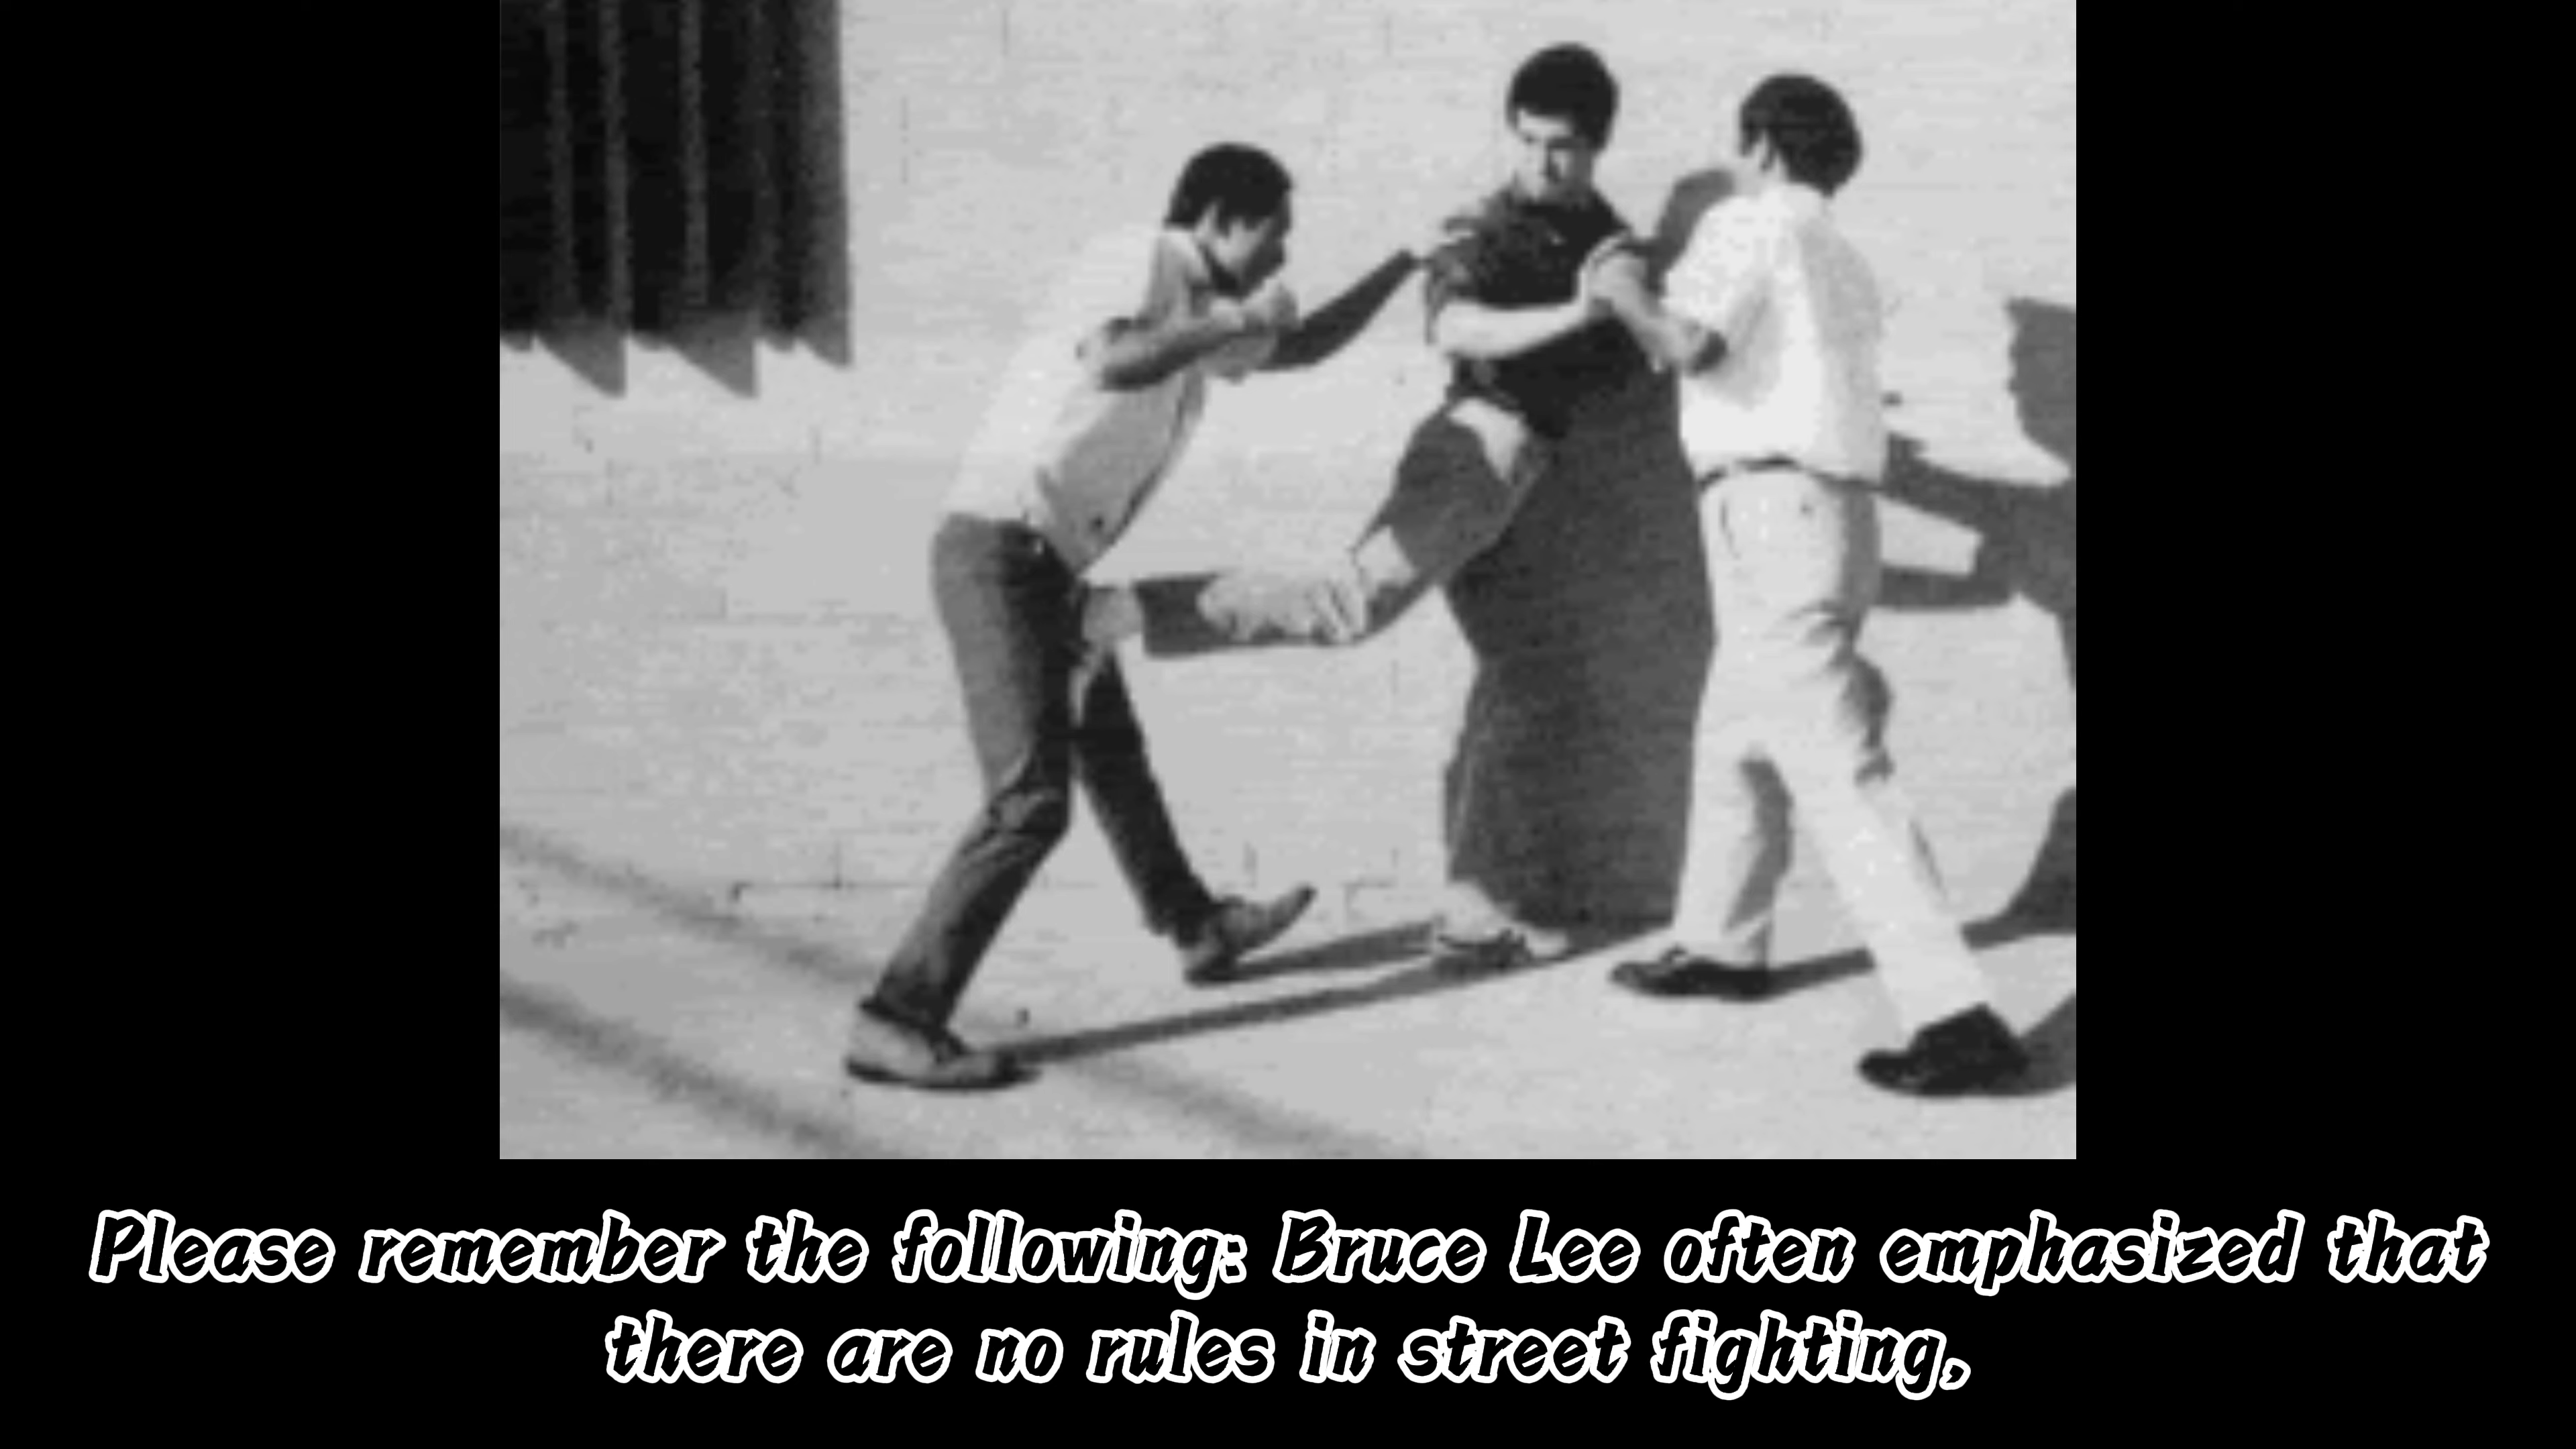 Please remember the following: Bruce Lee often emphasized that
there are no rules in street fighting,